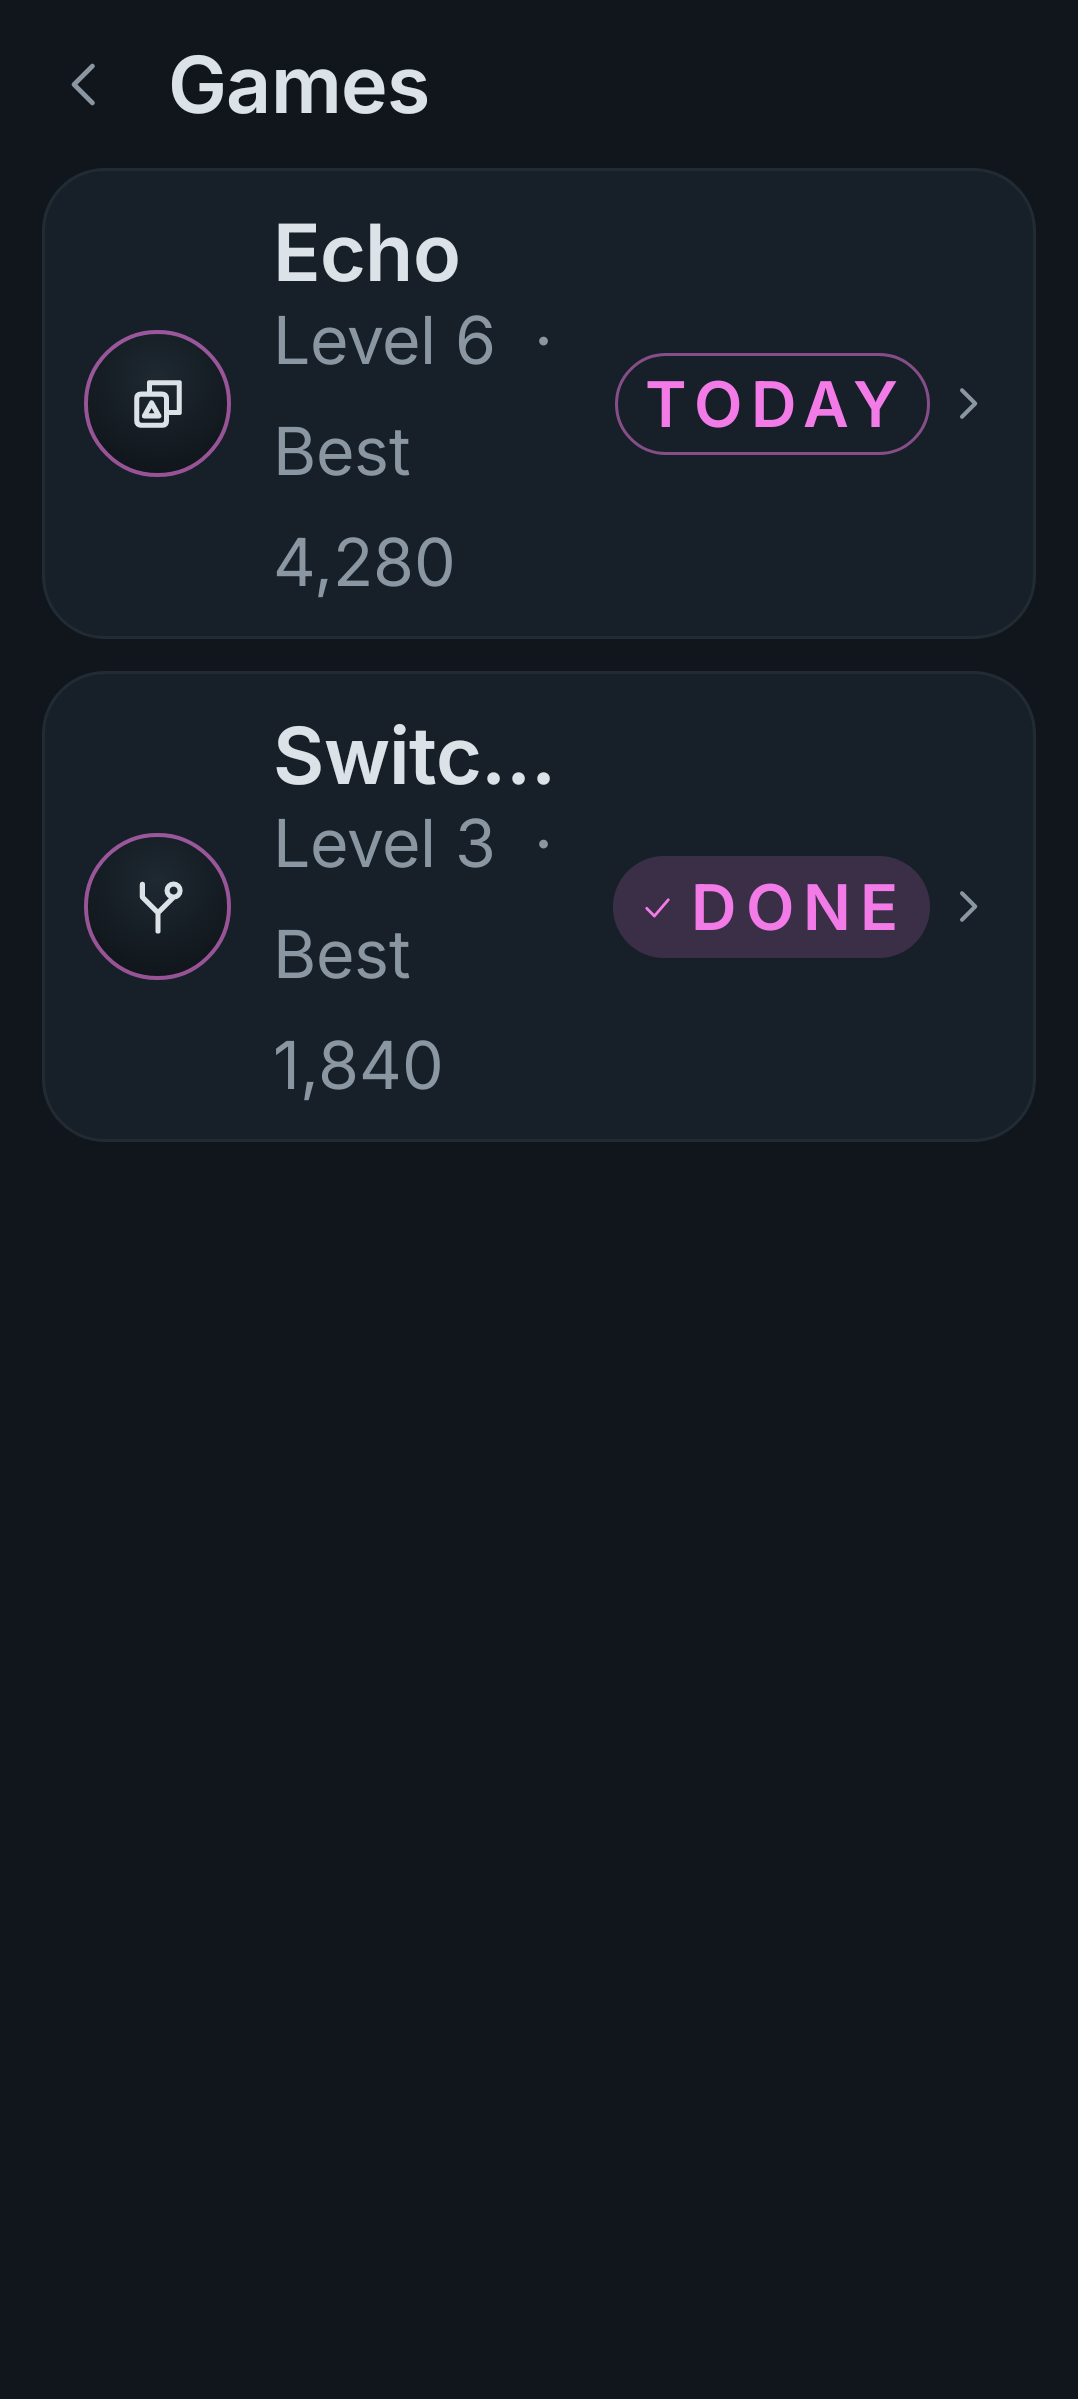 Games
Echo
Level 6 ·
Best
4,280
TODAY
Switc...
Level 3 ·
Best
1,840
DONE